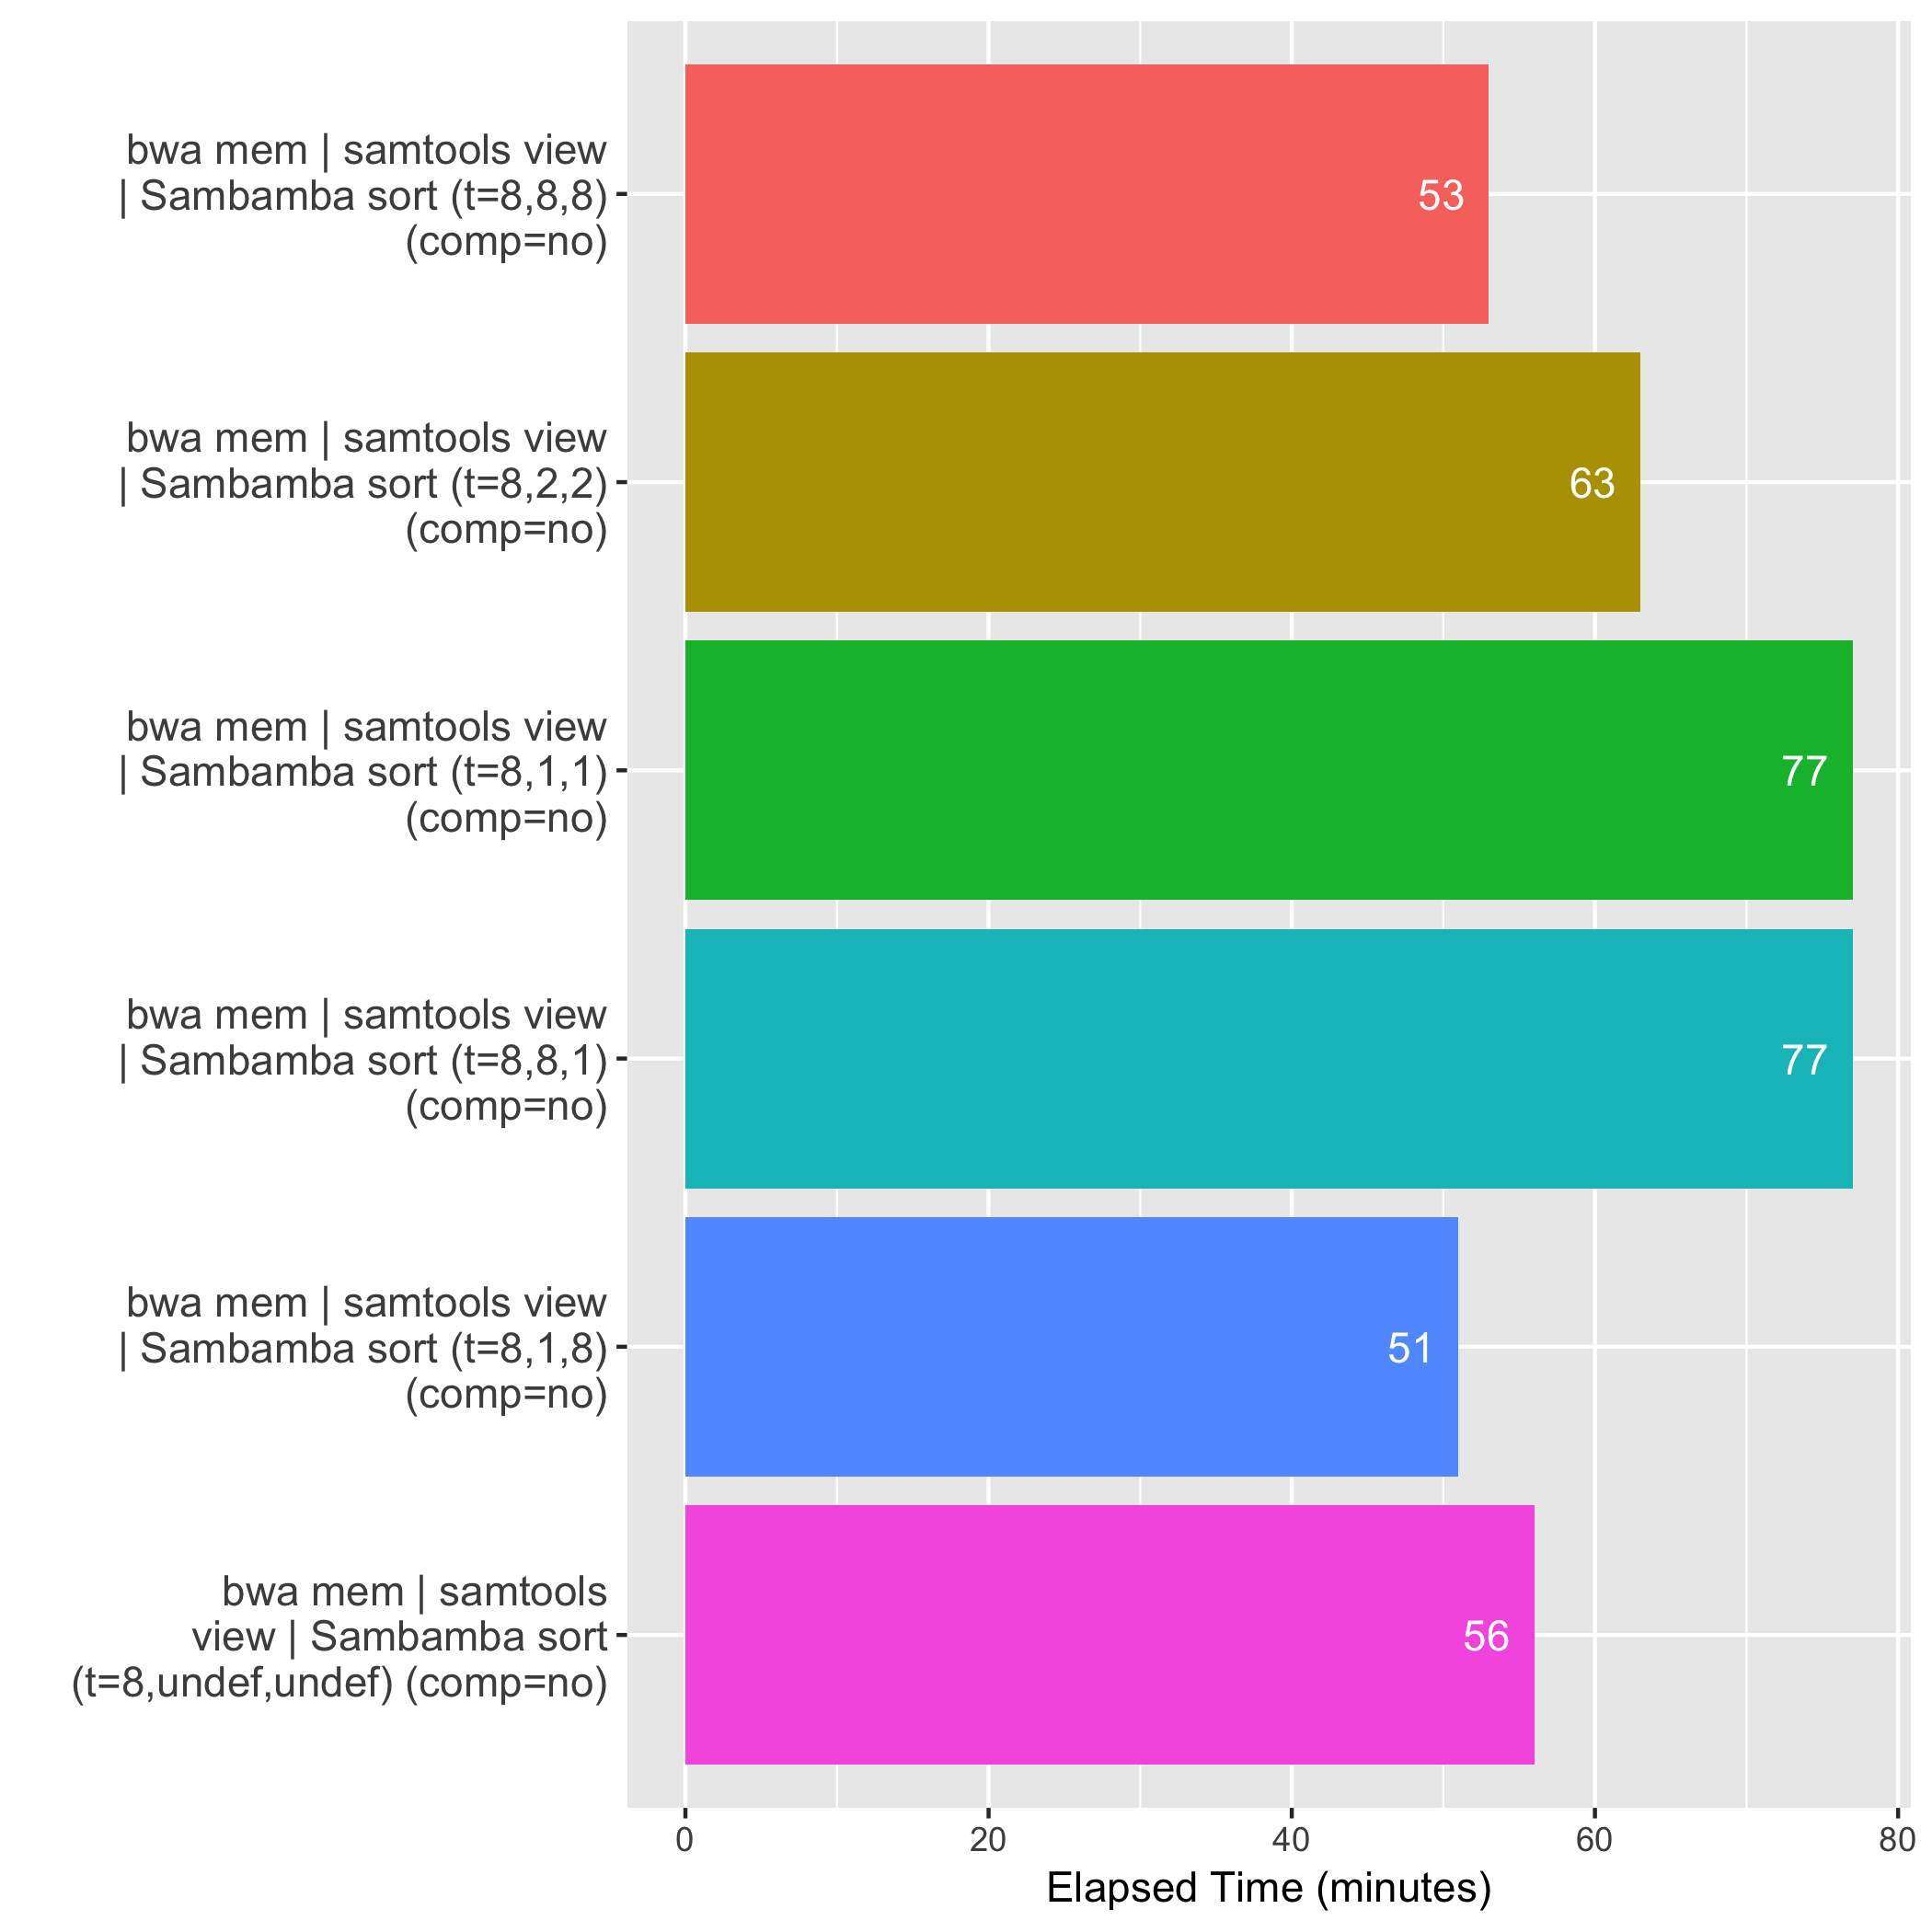 bwa mem | samtools view
| Sambamba sort (t=8,8,8)
(comp=no)
53
bwa mem | samtools view
| Sambamba sort (t=8,2,2)
(comp=no)
63
bwa mem | samtools view
| Sambamba sort (t=8,1,1)
(comp=no)
77
bwa mem | samtools view
| Sambamba sort (t=8,8,1)
(comp=no)
77
bwa mem | samtools view
| Sambamba sort (t=8,1,8)
(comp=no)
51
bwa mem | samtools
view | Sambamba sort
(t=8,undef,undef) (comp=no)
56
0 20 40 60 80
Elapsed Time (minutes)